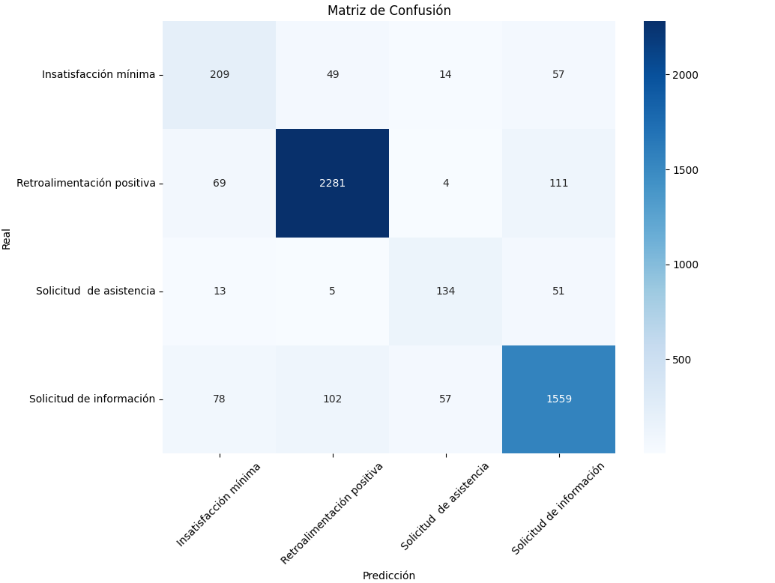 Matriz de Confusión
Insatisfacción mínima
209 49 14 57
2000
Retroalimentación positiva
69 2281 4 111
1500
Real
1000
Solicitud  de asistencia
13 5 134 51
500
Solicitud de información
78 102 57 1559
Insatisfacción mínima
Retroalimentación positiva
Solicitud  de asistencia
Solicitud de información
Predicción